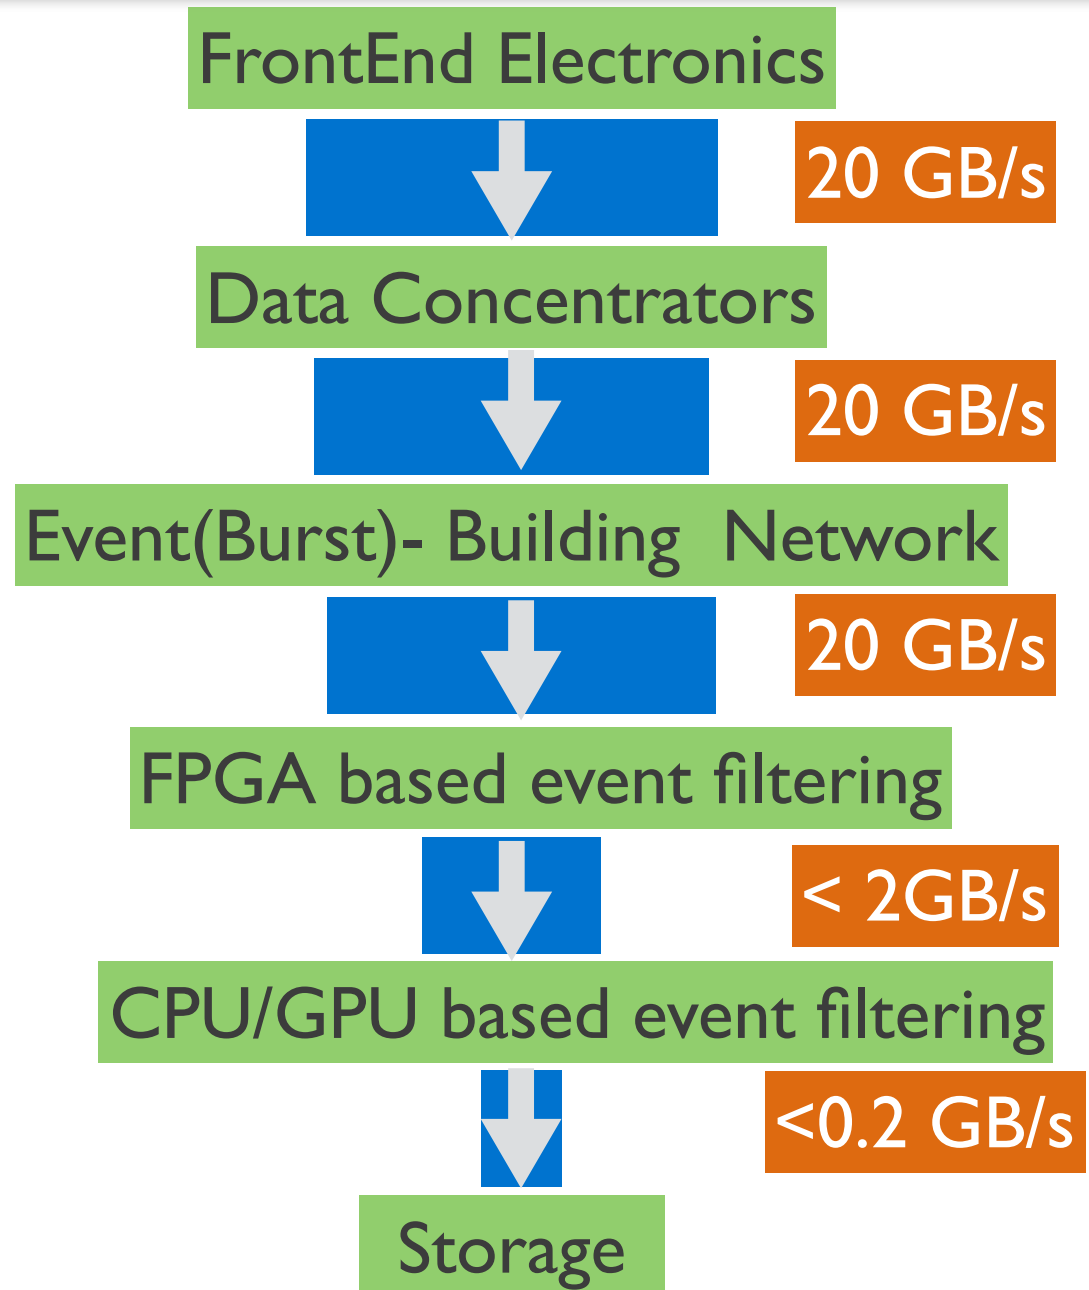 FrontEnd Electronics
20 GB/s
Data Concentrators
20 GB/s
Event(Burst)- Building Network
20 GB/s
FPGA based event filtering
< 2GB/s
CPU/GPU based event filtering
<0.2 GB/s
Storage